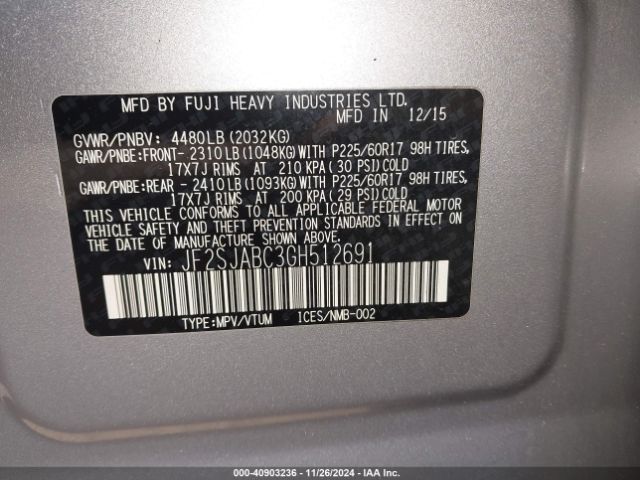 MFD BY FUJI HEAVY INDUSTRIES LTD.
MFD IN 12/15
GVWR/PNBV: 4480LB(2032KG)
GAWR/PNBE:FRONT- 2310LB(1048KG)WITH P225/60R17 98H TIRES,
17X7J RIMS AT 210 KPA( 30 PSI)COLD
GAWR/PNBE:REAR - 2410LB(1093KG)WITH P225/60R17 98H TIRES,
17X7J RIMS AT 200 KPA( 29 PSI)COLD
THIS VEHICLE CONFORMS TO ALL APPLICABLE FEDERAL MOTOR
VEHICLE SAFETY AND THEFT PREVENTION STANDARDS IN EFFECT ON
THE DATE OF MANUFACTURE SHOWN ABOVE.
VIN: JF2SJABC3GH512691
TYPE:MPV/VTUM ICES/NMB-002
000-40903236 - 11/26/2024 - IAA Inc.